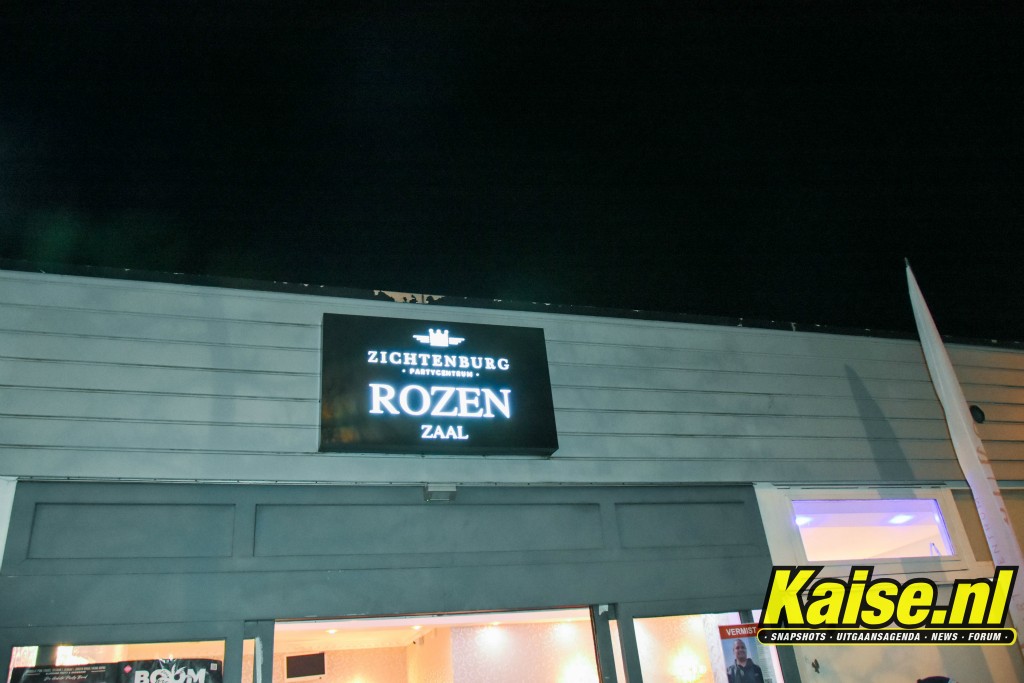 ZICHTENBURG
• PARTYCENTRUM •
ROZEN
ZAAL
VERMIST
BOOM
Kaise.nl
SNAPSHOTS • UITGAANSAGENDA • NEWS • FORUM